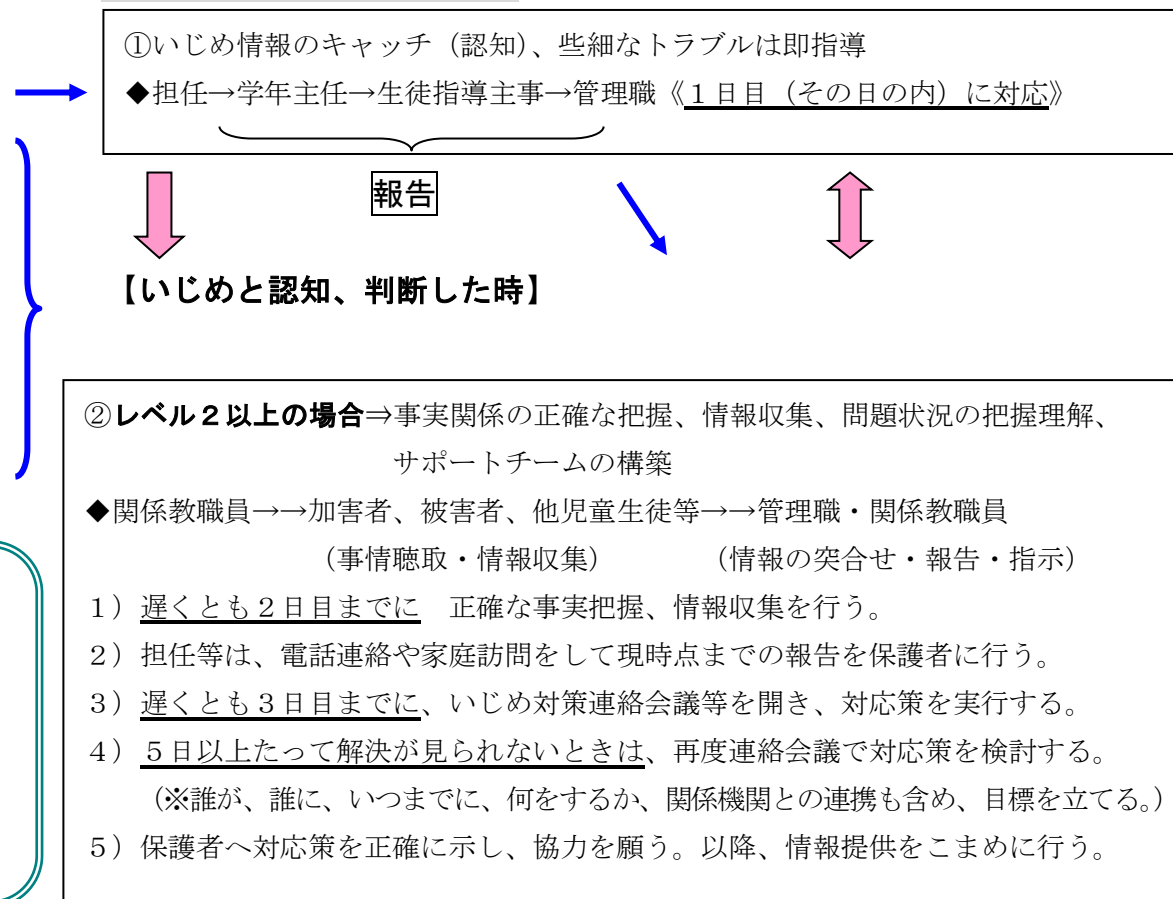 ①いじめ情報のキャッチ（認知）、些細なトラブルは即指導
◆担任→学年主任→生徒指導主事→管理職《１日目（その日の内）に対応》
報告
【いじめと認知、判断した時】
②レベル２以上の場合⇒事実関係の正確な把握、情報収集、問題状況の把握理解、
サポートチームの構築
◆関係教職員→→加害者、被害者、他児童生徒等→→管理職・関係教職員
（事情聴取・情報収集）　（情報の突合せ・報告・指示）
１）遅くとも２日目までに　正確な事実把握、情報収集を行う。
２）担任等は、電話連絡や家庭訪問をして現時点までの報告を保護者に行う。
３）遅くとも３日目までに、いじめ対策連絡会議等を開き、対応策を実行する。
４）５日以上たって解決が見られないときは、再度連絡会議で対応策を検討する。
（※誰が、誰に、いつまでに、何をするか、関係機関との連携も含め、目標を立てる。）
５）保護者へ対応策を正確に示し、協力を願う。以降、情報提供をこまめに行う。